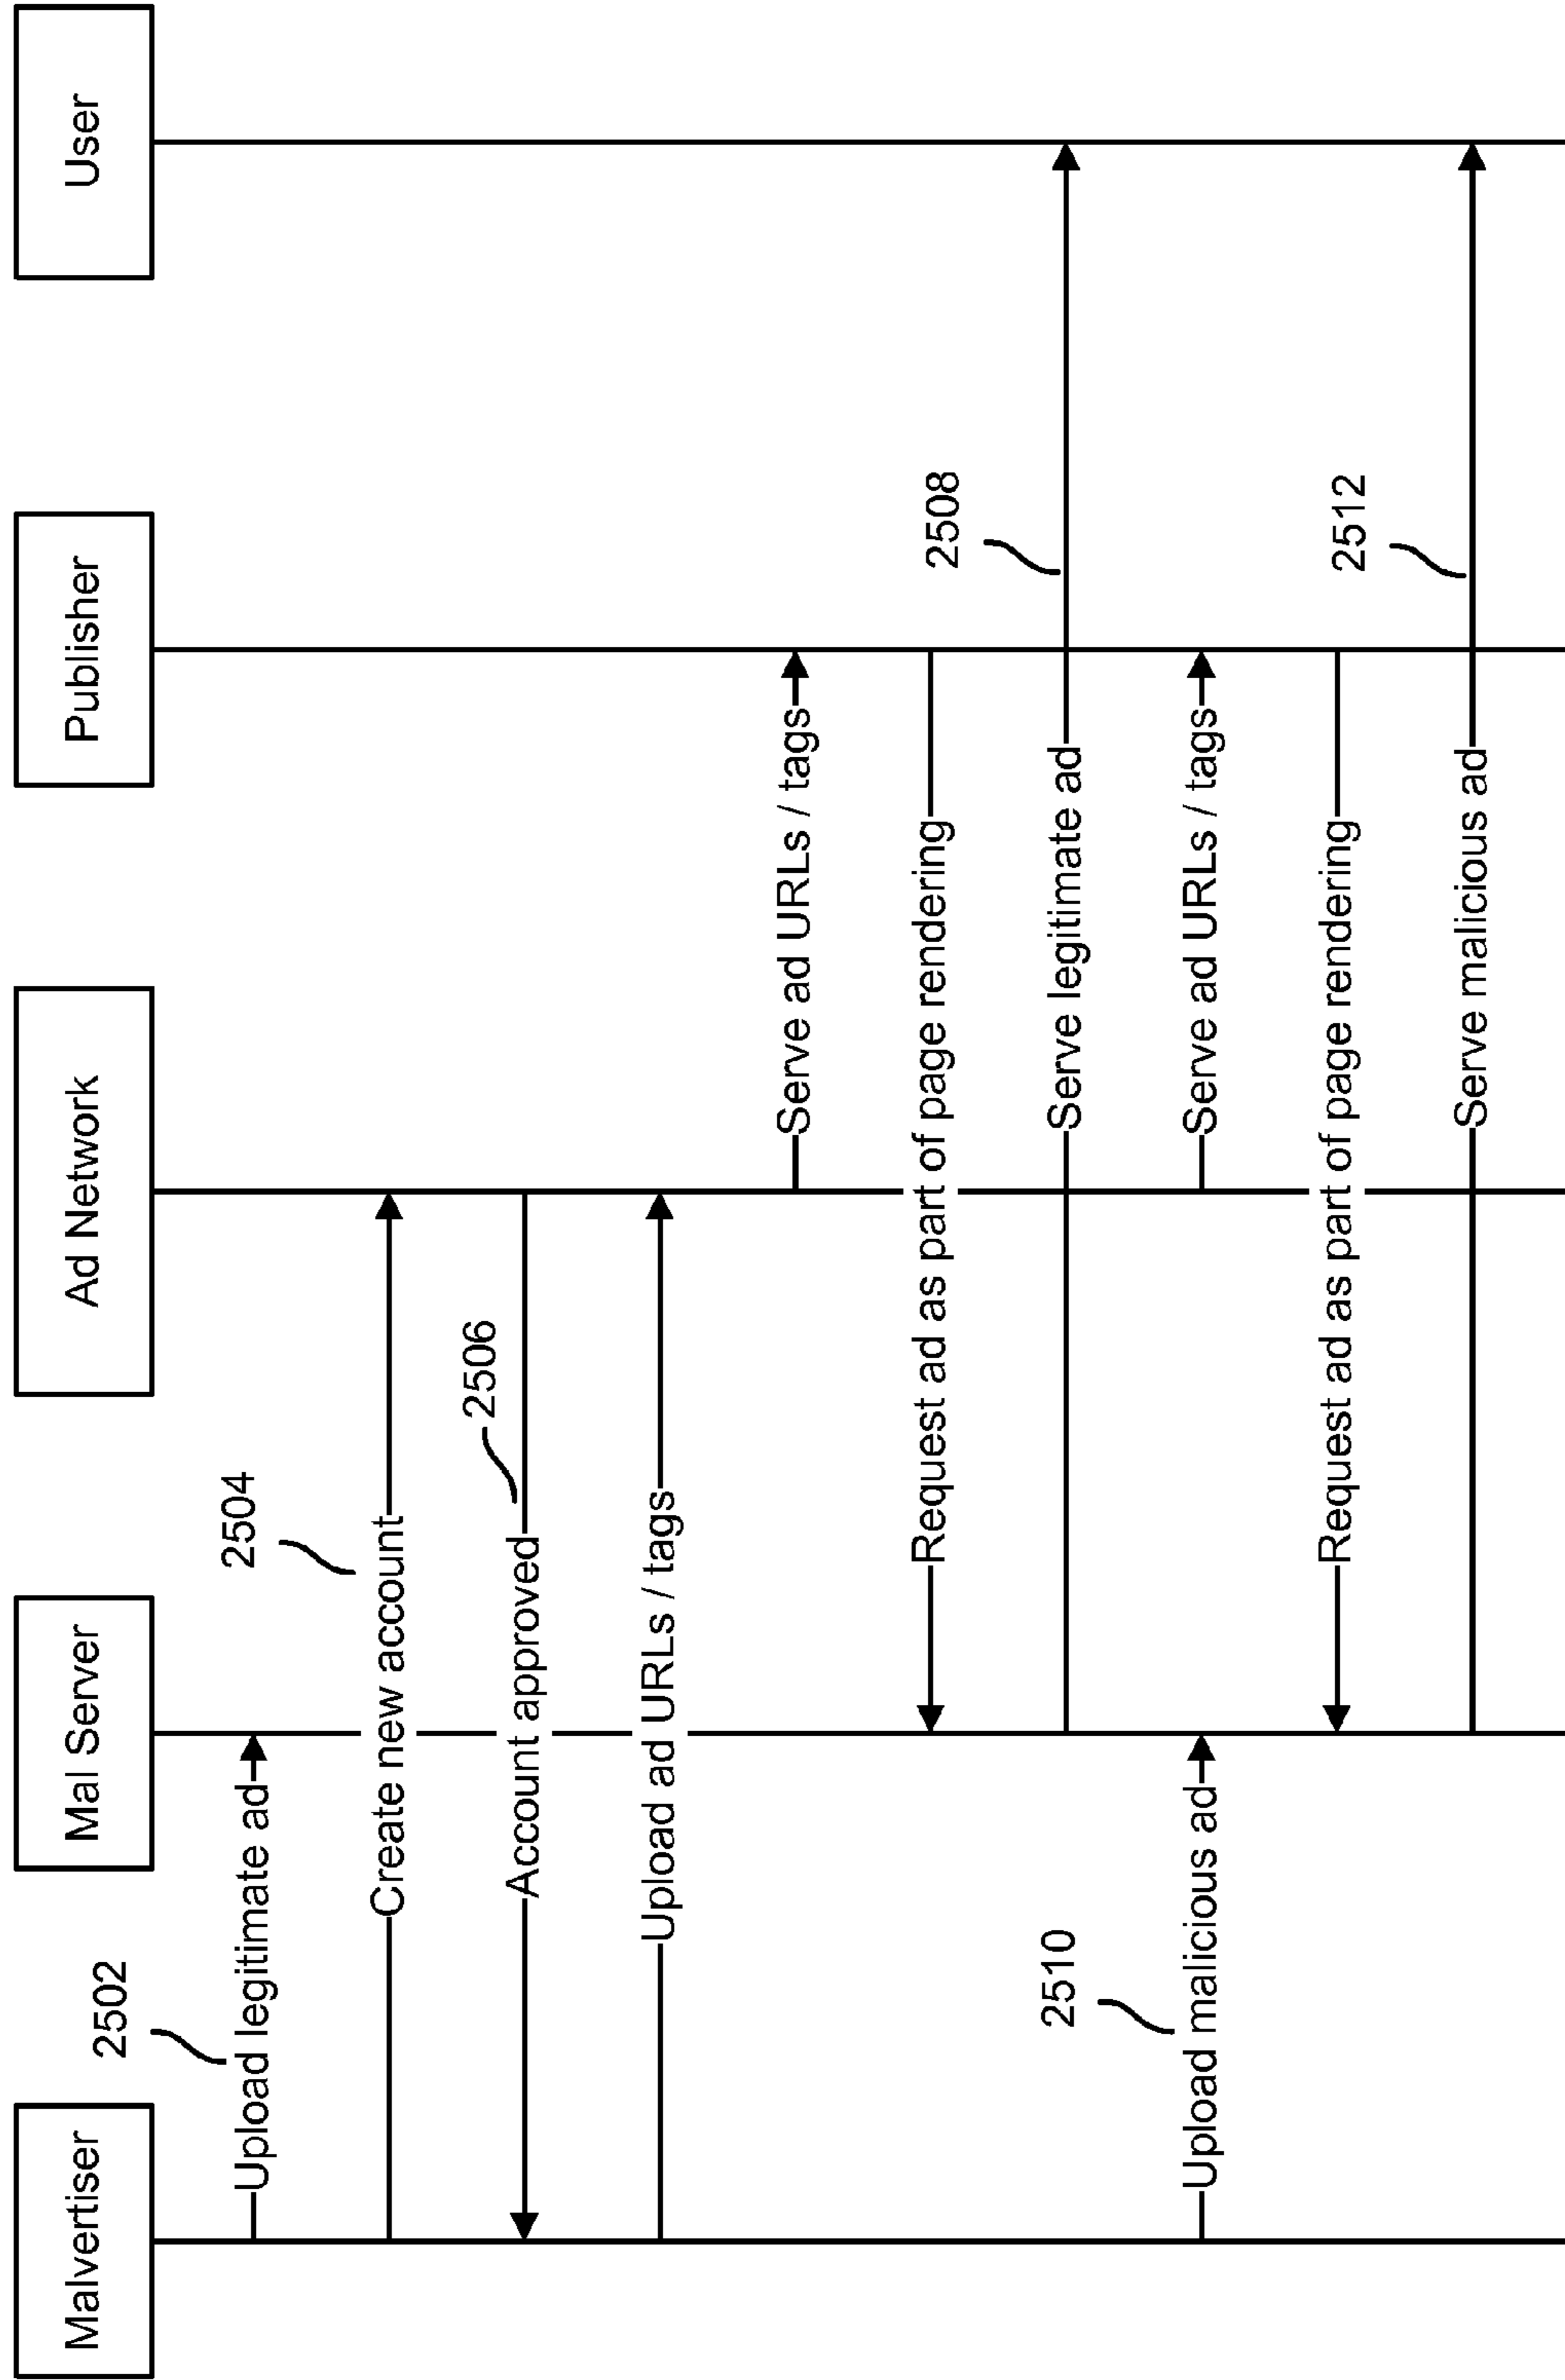 Malvertiser
Mal Server
Ad Network
Publisher
User
2502
Upload legitimate ad
2504
Create new account
2506
Account approved
Upload ad URLs / tags
Serve ad URLs / tags
Request ad as part of page rendering
2508
Serve legitimate ad
2510
Upload malicious ad
Serve ad URLs / tags
Request ad as part of page rendering
2512
Serve malicious ad